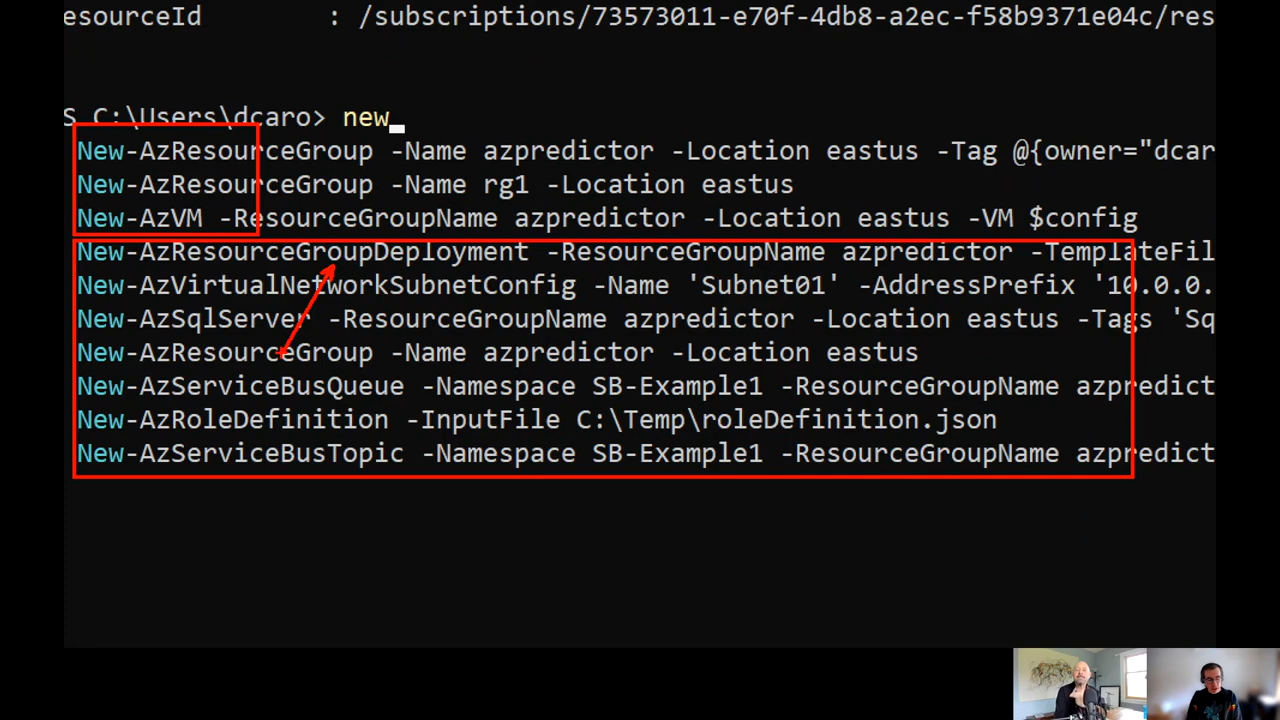 esourceId : /subscriptions/73573011-e70f-4db8-a2ec-f58b9371e04c/res
S C:\Users\dcaro> new_
New-AzResourceGroup -Name azpredictor -Location eastus -Tag @{owner="dcar
New-AzResourceGroup -Name rg1 -Location eastus
New-AzVM -ResourceGroupName azpredictor -Location eastus -VM $config
New-AzResourceGroupDeployment -ResourceGroupName azpredictor -TemplateFil
New-AzVirtualNetworkSubnetConfig -Name 'Subnet01' -AddressPrefix '10.0.0.
New-AzSqlServer -ResourceGroupName azpredictor -Location eastus -Tags 'Sq
New-AzResourceGroup -Name azpredictor -Location eastus
New-AzServiceBusQueue -Namespace SB-Example1 -ResourceGroupName azpredict
New-AzRoleDefinition -InputFile C:\Temp\roleDefinition.json
New-AzServiceBusTopic -Namespace SB-Example1 -ResourceGroupName azpredict